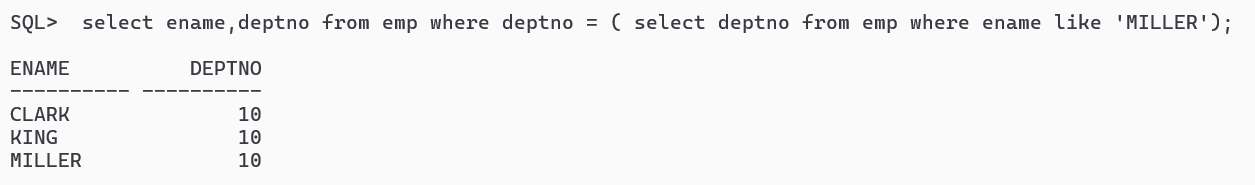 SQL>  select ename,deptno from emp where deptno = ( select deptno from emp where ename like 'MILLER');
ENAME          DEPTNO
---------- ----------
CLARK              10
KING               10
MILLER             10